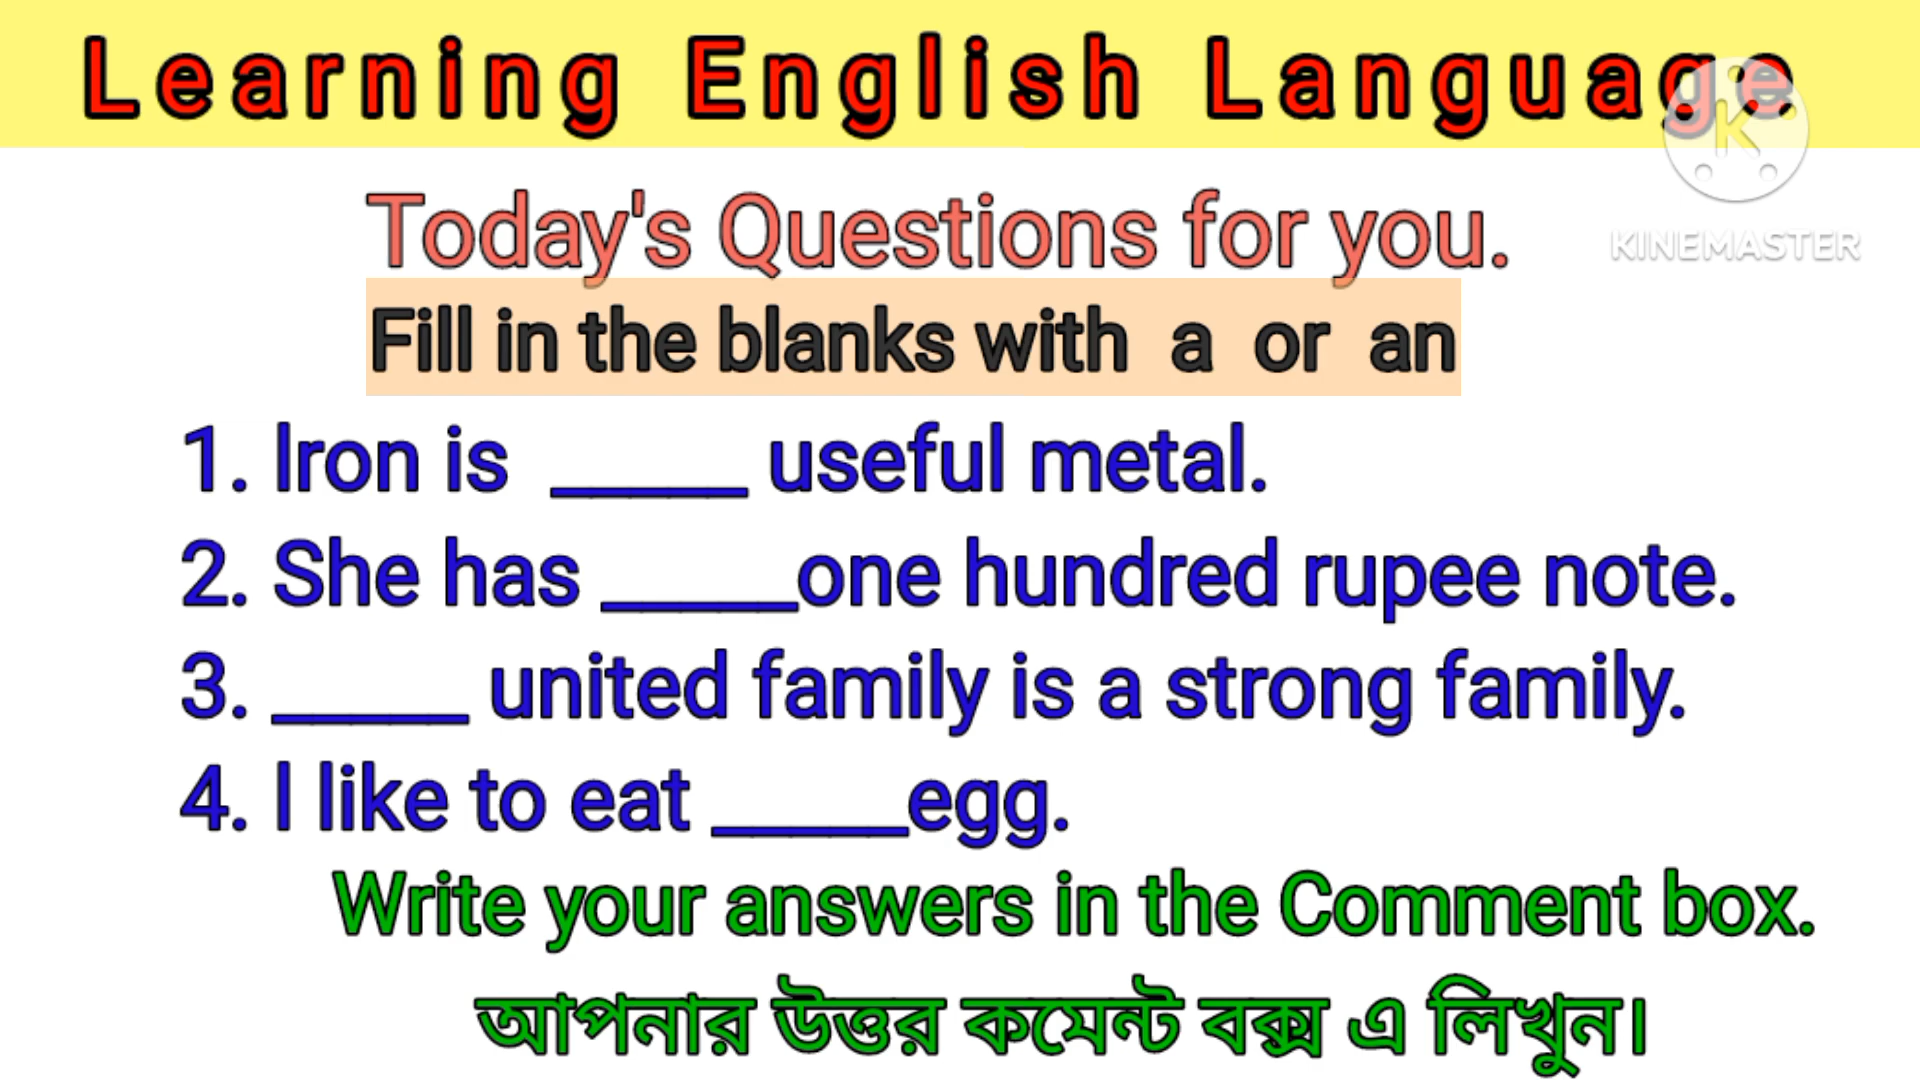 Learning English Language
K
KINEMASTER
Today's Questions for you.
Fill in the blanks with a or an
1. Iron is _____ useful metal.
2. She has _____one hundred rupee note.
3. _____ united family is a strong family.
4. I like to eat _____egg.
Write your answers in the Comment box.
আপনার উত্তর কমেন্ট বক্স এ লিখুন।